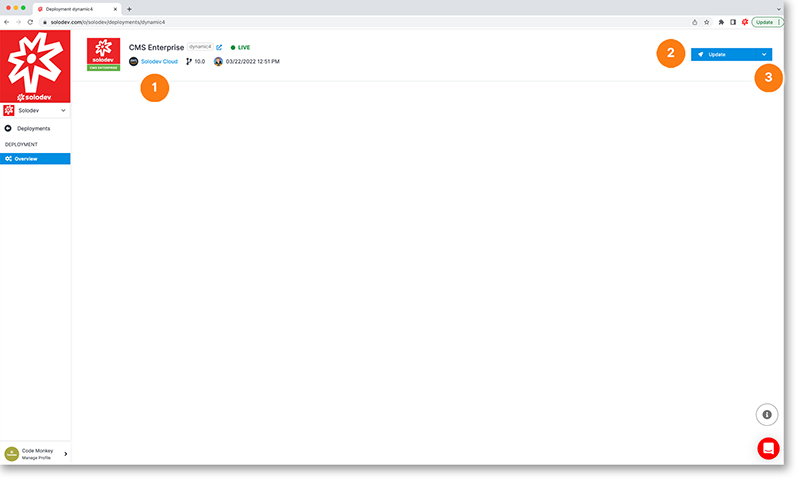 Deployment dynamic4
solodev.com/o/solodev/deployments/dynamic4
Update
solodev
Solodev
Deployments
DEPLOYMENT
Overview
solodev
CMS ENTERPRISE
CMS Enterprise dynamic4 LIVE
Solodev Cloud 10.0 03/22/2022 12:51 PM
1
2
Update
3
Code Monkey
Manage Profile